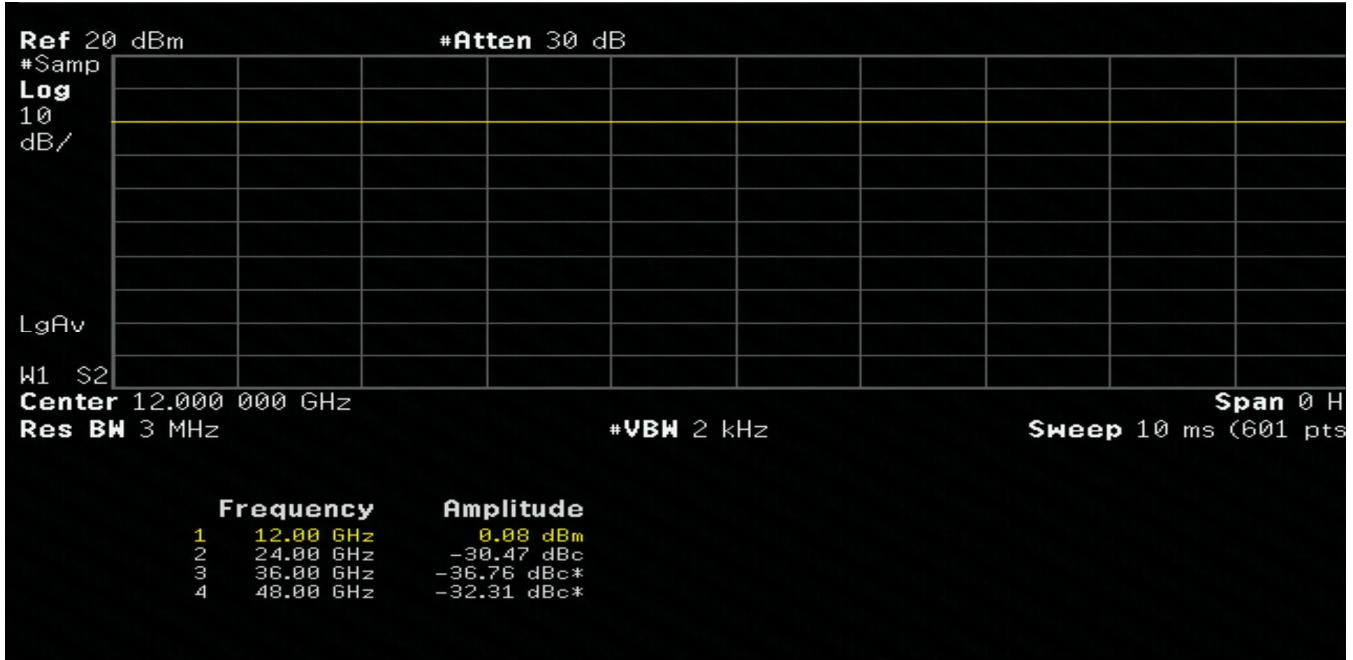 Ref 20 dBm #Atten 30 dB
#Samp
Log
10
dB/
LgAv
W1 S2
Center 12.000 000 GHz Span 0 H
Res BW 3 MHz #VBW 2 kHz Sweep 10 ms (601 pts
Frequency Amplitude
1 12.00 GHz 0.08 dBm
2 24.00 GHz -30.47 dBc
3 36.00 GHz -36.76 dBc*
4 48.00 GHz -32.31 dBc*